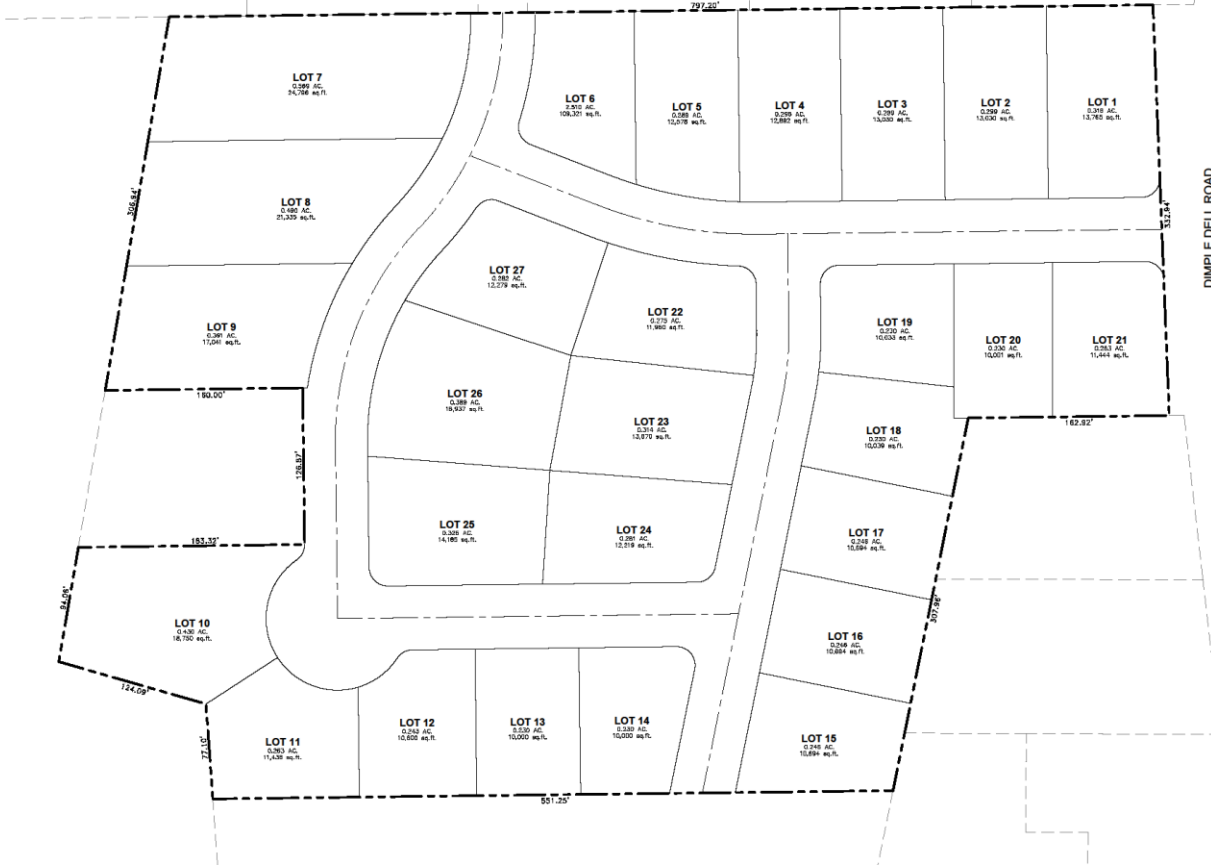 797.20'
LOT 7
0.569 AC.
24,796 sq.ft.
LOT 6
2.510 AC.
109,321 sq.ft.
LOT 5
0.289 AC.
12,578 sq.ft.
LOT 4
0.296 AC.
12,882 sq.ft.
LOT 3
0.299 AC.
13,030 sq.ft.
LOT 2
0.299 AC.
13,030 sq.ft.
LOT 1
0.316 AC.
13,765 sq.ft.
306.94'
LOT 8
0.490 AC.
21,335 sq.ft.
332.94'
DIMPLE DELL ROAD
LOT 27
0.282 AC.
12,279 sq.ft.
LOT 22
0.275 AC.
11,960 sq.ft.
LOT 9
0.391 AC.
17,041 sq.ft.
LOT 19
0.230 AC.
10,033 sq.ft.
LOT 20
0.230 AC.
10,001 sq.ft.
LOT 21
0.263 AC.
11,444 sq.ft.
160.00'
LOT 26
0.389 AC.
16,937 sq.ft.
LOT 23
0.314 AC.
13,670 sq.ft.
LOT 18
0.230 AC.
10,039 sq.ft.
162.92'
126.87'
LOT 25
0.326 AC.
14,185 sq.ft.
LOT 24
0.281 AC.
12,219 sq.ft.
LOT 17
0.246 AC.
10,694 sq.ft.
183.32'
94.06'
LOT 10
0.430 AC.
18,750 sq.ft.
307.96'
LOT 16
0.246 AC.
10,694 sq.ft.
124.09'
LOT 11
0.263 AC.
11,436 sq.ft.
LOT 12
0.243 AC.
10,600 sq.ft.
LOT 13
0.230 AC.
10,000 sq.ft.
LOT 14
0.230 AC.
10,000 sq.ft.
LOT 15
0.246 AC.
10,694 sq.ft.
77.10'
551.25'